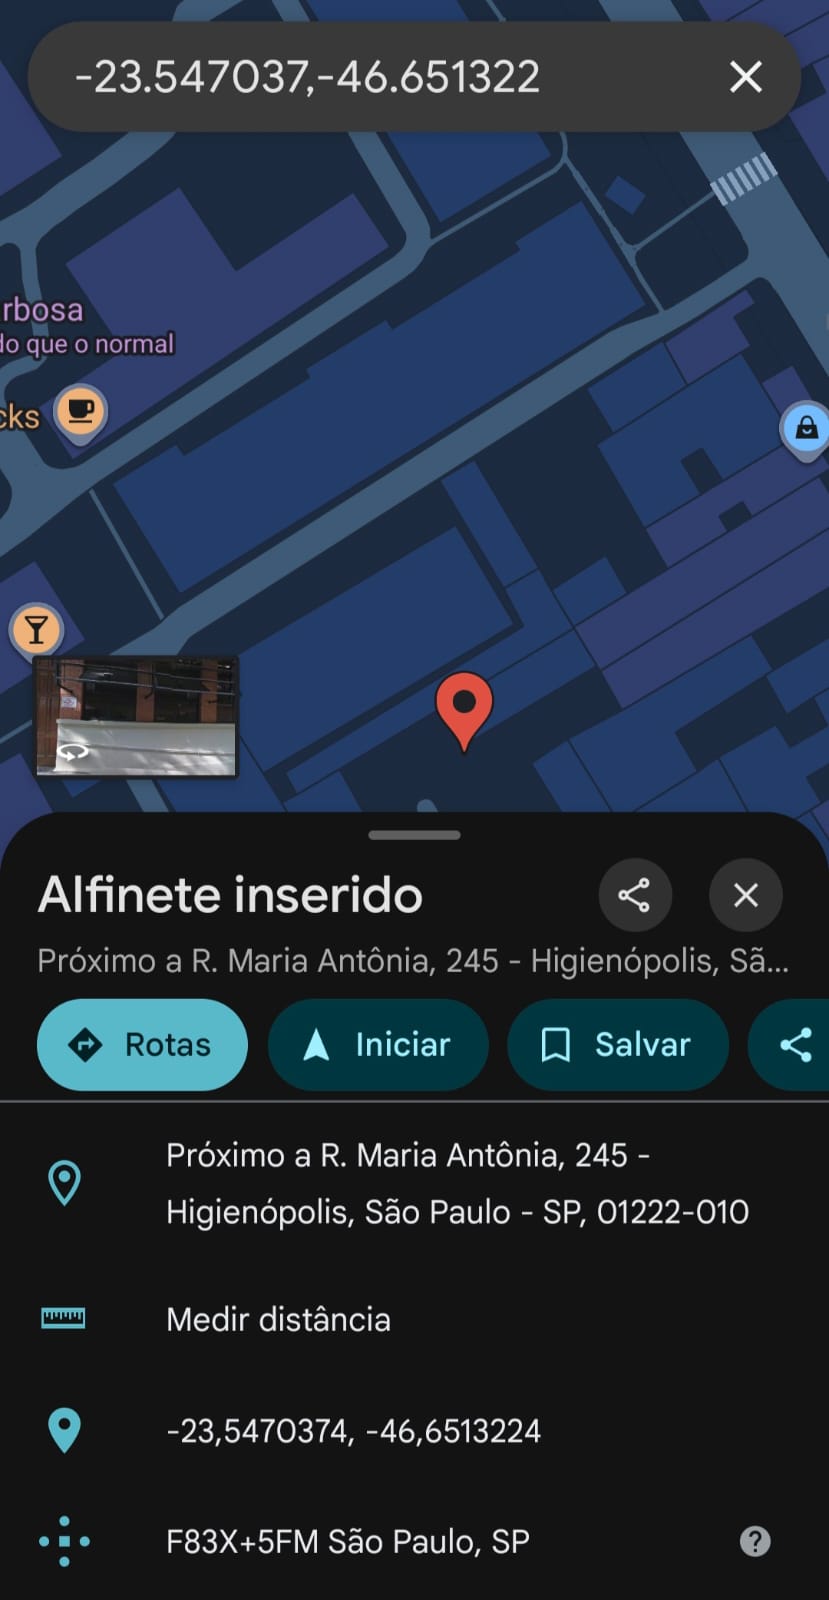 -23.547037,-46.651322
rbosa
do que o normal
cks
Alfinete inserido
Próximo a R. Maria Antônia, 245 - Higienópolis, Sã...
Rotas
Iniciar
Salvar
Próximo a R. Maria Antônia, 245 -
Higienópolis, São Paulo - SP, 01222-010
Medir distância
-23,5470374, -46,6513224
F83X+5FM São Paulo, SP
?